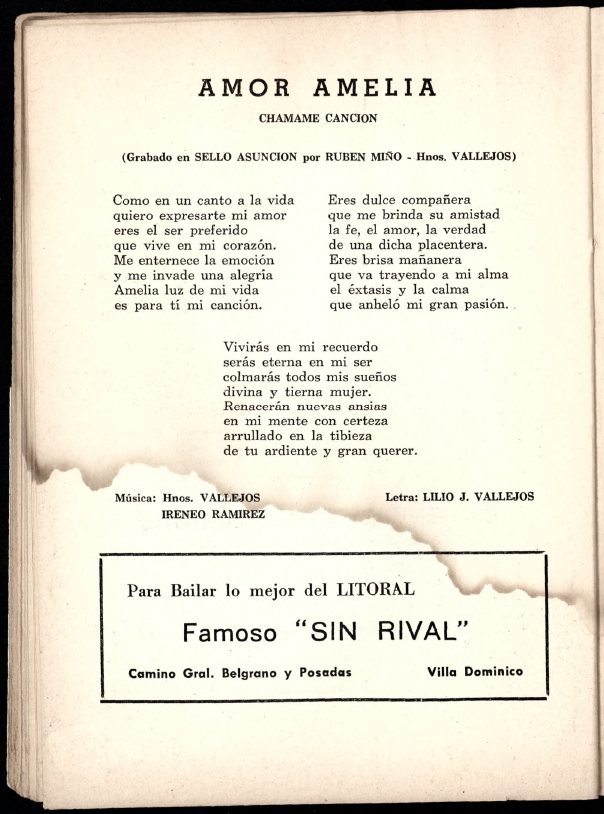 AMOR AMELIA
CHAMAME CANCION
(Grabado en SELLO ASUNCION por RUBEN MIÑO - Hnos. VALLEJOS)
Como en un canto a la vida
quiero expresarte mi amor
eres el ser preferido
que vive en mi corazón.
Me enternece la emoción
y me invade una alegría
Amelia luz de mi vida
es para tí mi canción.
Eres dulce compañera
que me brinda su amistad
la fe, el amor, la verdad
de una dicha placentera.
Eres brisa mañanera
que va trayendo a mi alma
el éxtasis y la calma
que anheló mi gran pasión.
Vivirás en mi recuerdo
serás eterna en mi ser
colmarás todos mis sueños
divina y tierna mujer.
Renacerán nuevas ansias
en mi mente con certeza
arrullado en la tibieza
de tu ardiente y gran querer.
Música: Hnos. VALLEJOS
IRENEO RAMIREZ
Letra: LILIO J. VALLEJOS
Para Bailar lo mejor del LITORAL
Famoso "SIN RIVAL"
Camino Gral. Belgrano y Posadas Villa Dominico